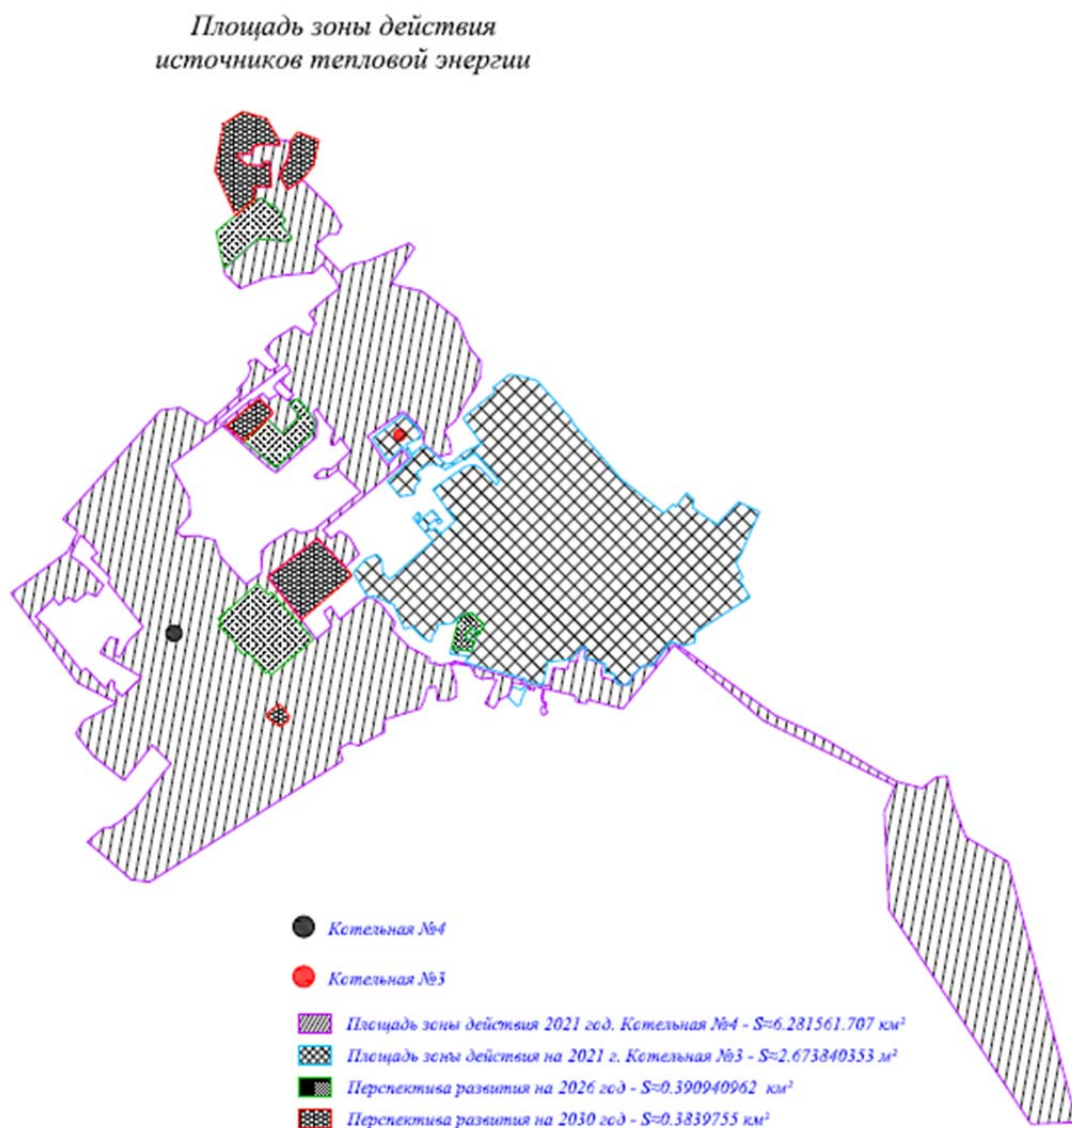 Площадь зоны действия
источников тепловой энергии
Котельная №4
Котельная №3
Площадь зоны действия 2021 год. Котельная №4 - S≈6.281561.707 км²
Площадь зоны действия на 2021 г. Котельная №3 - S≈2.673840353 м²
Перспектива развития на 2026 год - S≈0.390940962 км²
Перспектива развития на 2030 год - S≈0.3839755 км²